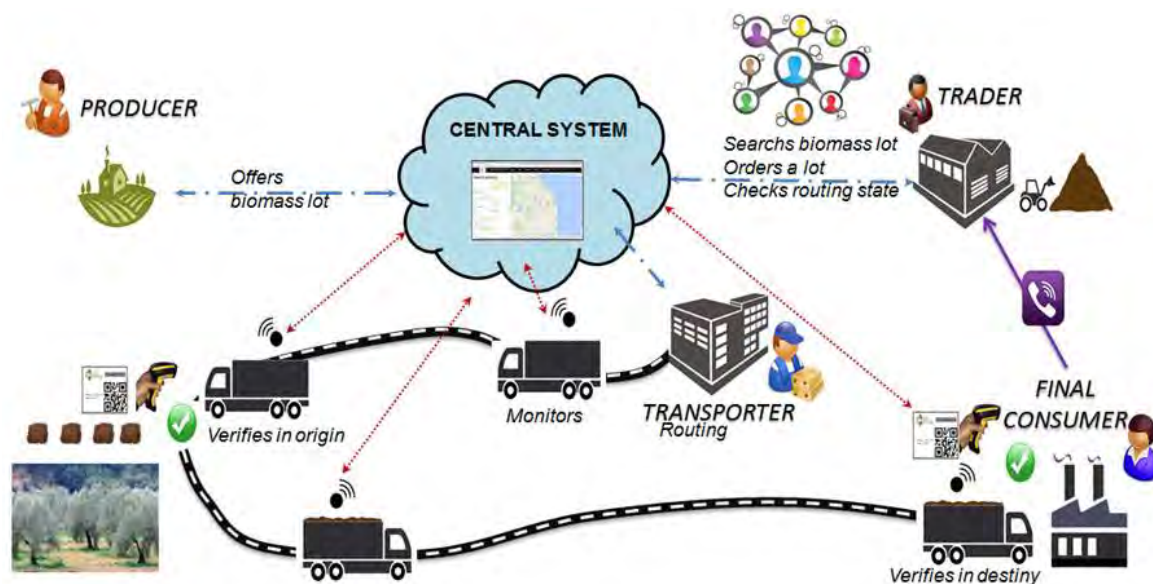 PRODUCER
Offers
biomass lot
CENTRAL SYSTEM
Searchs biomass lot
Orders a lot
Checks routing state
TRADER
Verifies in origin
Monitors
TRANSPORTER
Routing
FINAL
CONSUMER
Verifies in destiny